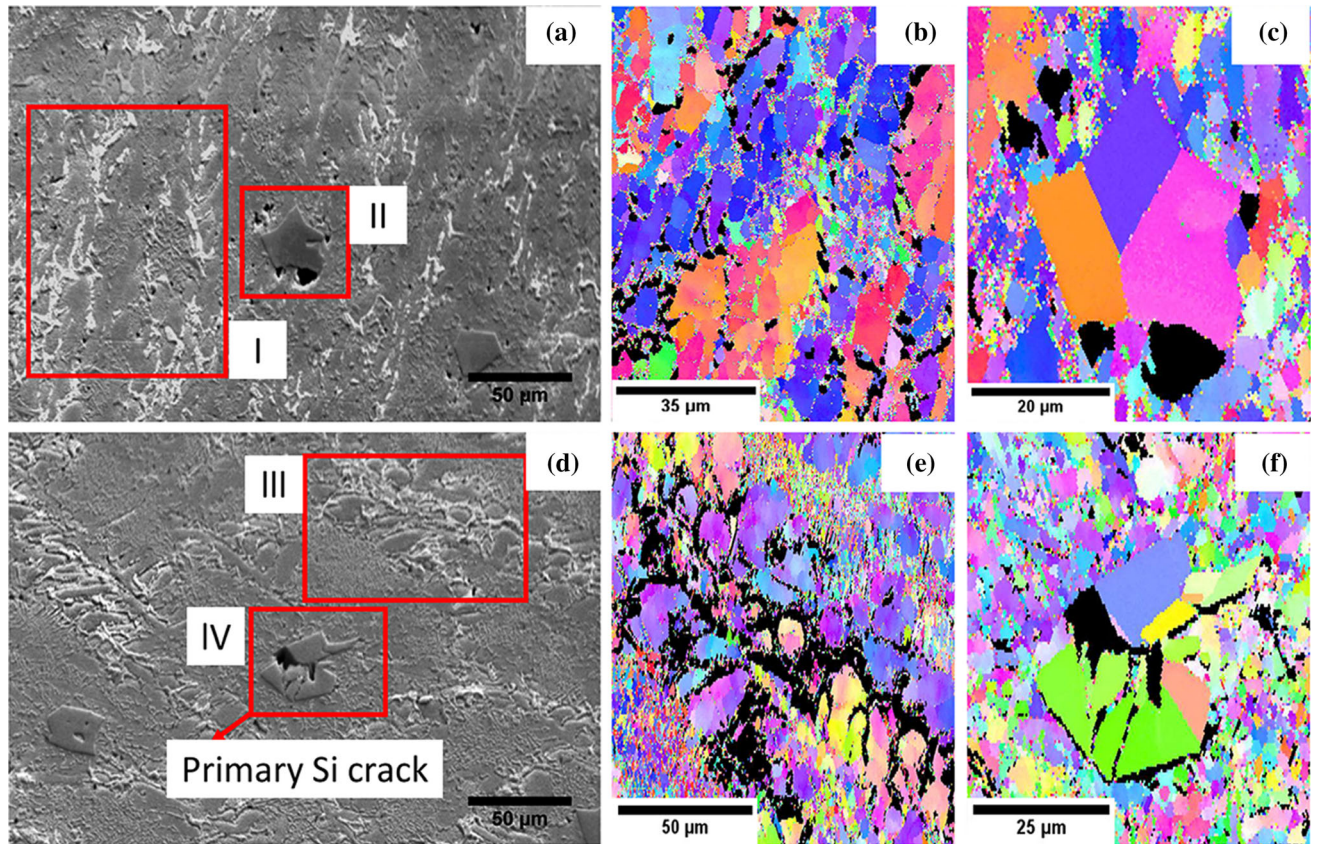 (a)
(b)
(c)
I
II
50 µm
35 µm
20 µm
(d)
(e)
(f)
III
IV
Primary Si crack
50 µm
50 µm
25 µm